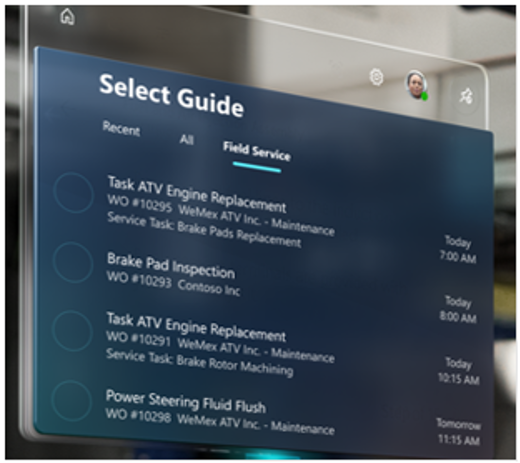 Select Guide
Recent
All
Field Service
Task ATV Engine Replacement
WO #10295 WeMex ATV Inc. - Maintenance
Service Task: Brake Pads Replacement
Today
7:00 AM
Brake Pad Inspection
WO #10293 Contoso Inc
Today
8:00 AM
Task ATV Engine Replacement
WO #10291 WeMex ATV Inc. - Maintenance
Service Task: Brake Rotor Machining
Today
10:15 AM
Power Steering Fluid Flush
WO #10298 WeMex ATV Inc. - Maintenance
Tomorrow
11:15 AM